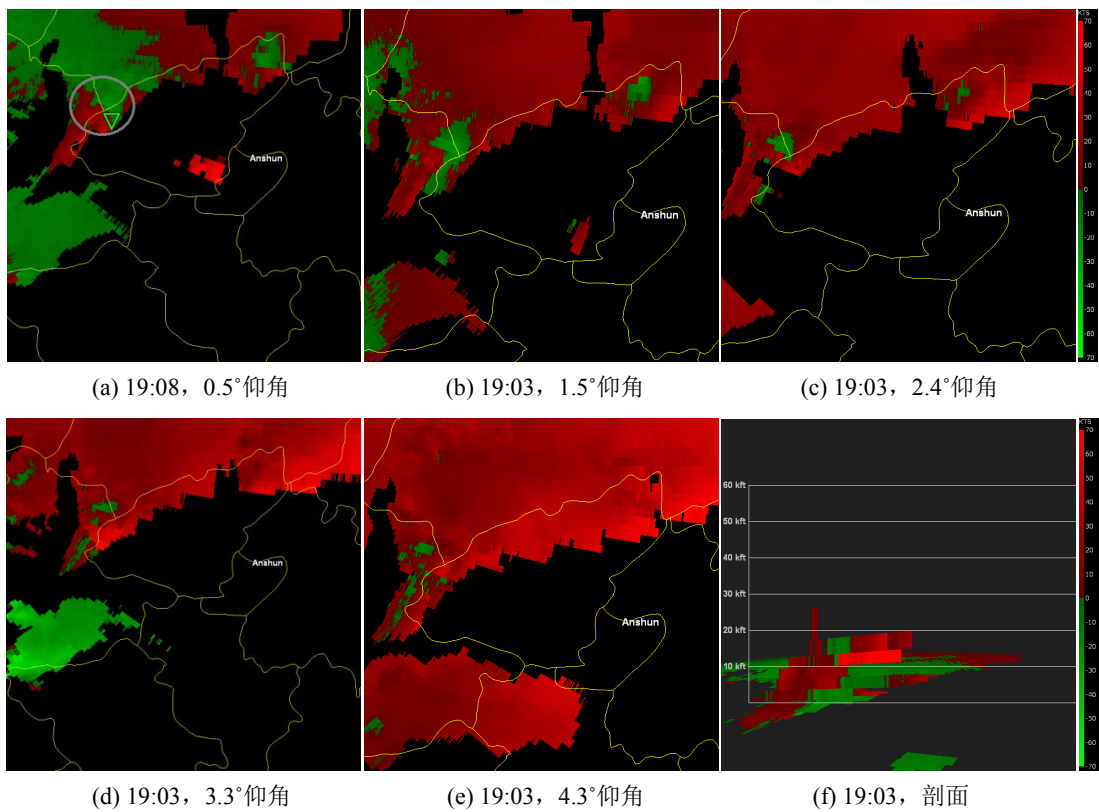 KTS
70
60
50
40
30
20
10
0
-10
-20
-30
-40
-50
-60
-70
Anshun
Anshun
Anshun
(a) 19:08，0.5°仰角
(b) 19:03，1.5°仰角
(c) 19:03，2.4°仰角
KTS
70
60
50
40
30
20
10
0
-10
-20
-30
-40
-50
-60
-70
60 kft
50 kft
40 kft
30 kft
20 kft
10 kft
Anshun
Anshun
(d) 19:03，3.3°仰角
(e) 19:03，4.3°仰角
(f) 19:03，剖面